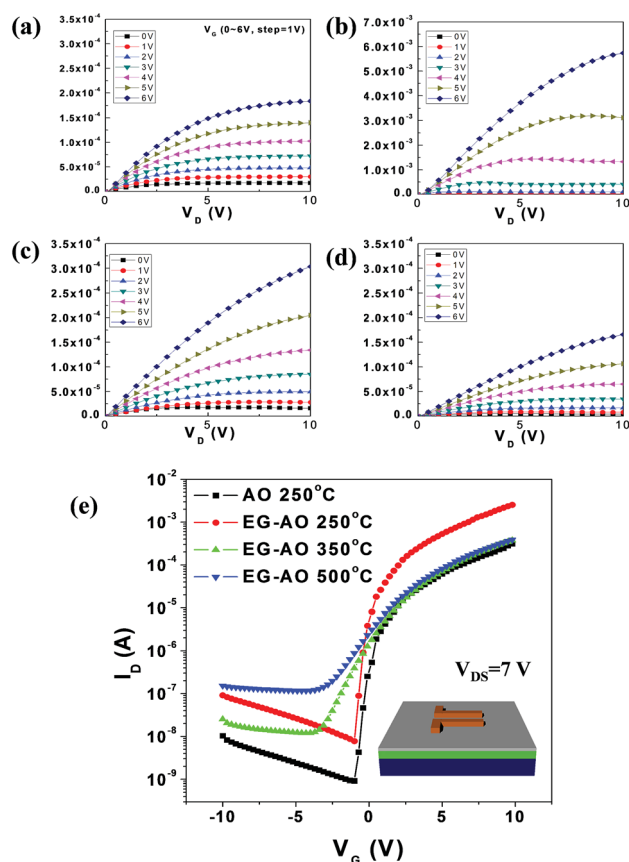 (a)
V_G (0~6V, step=1V)
3.5x10⁻⁴
3.0x10⁻⁴
2.5x10⁻⁴
2.0x10⁻⁴
1.5x10⁻⁴
1.0x10⁻⁴
5.0x10⁻⁵
0.0
0V
1V
2V
3V
4V
5V
6V
0 5 10
V_D (V)
(b)
7.0x10⁻³
6.0x10⁻³
5.0x10⁻³
4.0x10⁻³
3.0x10⁻³
2.0x10⁻³
1.0x10⁻³
0.0
0V
1V
2V
3V
4V
5V
6V
0 5 10
V_D (V)
(c)
3.5x10⁻⁴
3.0x10⁻⁴
2.5x10⁻⁴
2.0x10⁻⁴
1.5x10⁻⁴
1.0x10⁻⁴
5.0x10⁻⁵
0.0
0V
1V
2V
3V
4V
5V
6V
0 5 10
V_D (V)
(d)
3.5x10⁻⁴
3.0x10⁻⁴
2.5x10⁻⁴
2.0x10⁻⁴
1.5x10⁻⁴
1.0x10⁻⁴
5.0x10⁻⁵
0.0
0V
1V
2V
3V
4V
5V
6V
0 5 10
V_D (V)
(e)
10⁻²
10⁻³
10⁻⁴
10⁻⁵
10⁻⁶
10⁻⁷
10⁻⁸
10⁻⁹
I_D (A)
AO 250°C
EG-AO 250°C
EG-AO 350°C
EG-AO 500°C
V_DS=7 V
-10 -5 0 5 10
V_G (V)